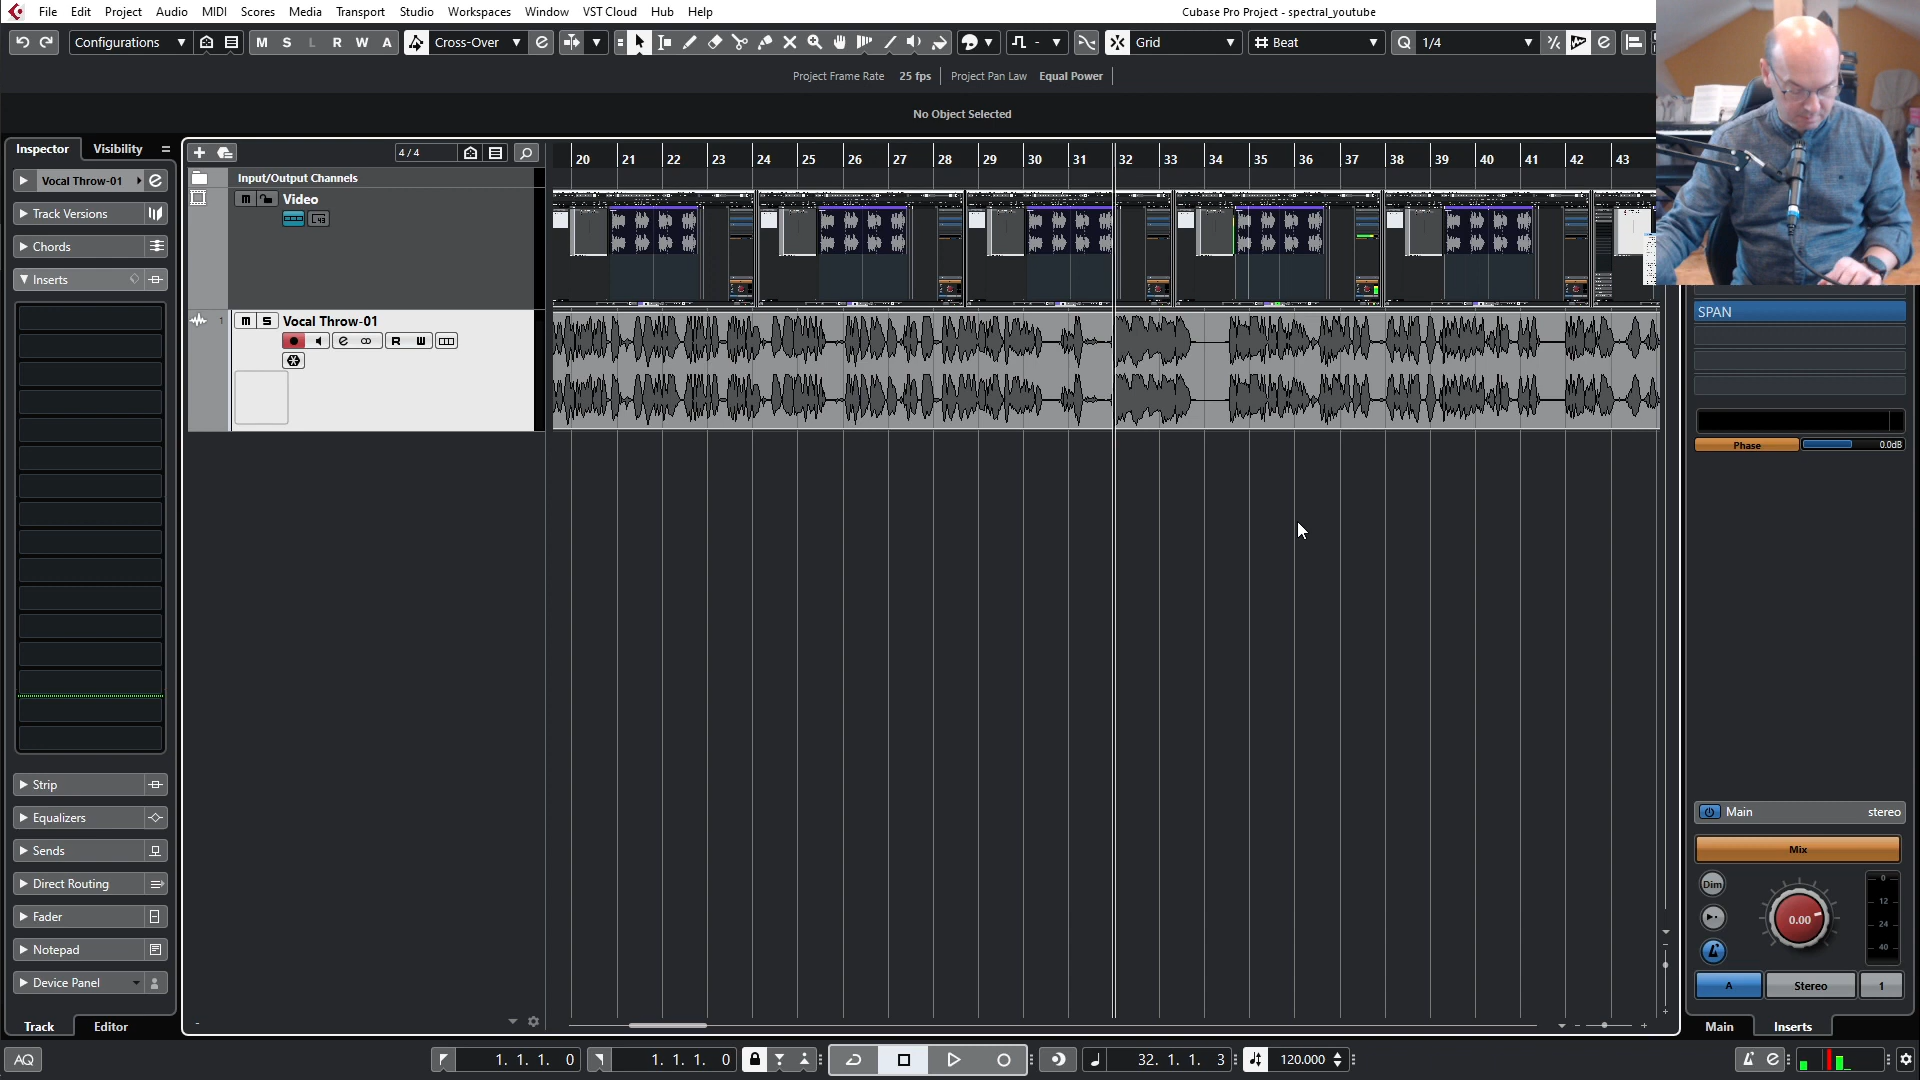 File Edit Project Audio MIDI Scores Media Transport Studio Workspaces Window VST Cloud Hub Help
Cubase Pro Project - spectral_youtube
Configurations M S L R W A Cross-Over Grid Beat 1/4
Project Frame Rate 25 fps Project Pan Law Equal Power
No Object Selected
Inspector Visibility
4 / 4
20 21 22 23 24 25 26 27 28 29 30 31 32 33 34 35 36 37 38 39 40 41 42 43
Vocal Throw-01
Input/Output Channels
Video
Track Versions
Chords
Inserts
1 m S Vocal Throw-01
R W
SPAN
Phase 0.0dB
Strip
Equalizers
Sends
Direct Routing
Fader
Notepad
Device Panel
Main stereo
Mix
Dim
0.00
0
12
24
40
A Stereo 1
Track Editor
Main Inserts
AQ
1. 1. 1. 0
1. 1. 1. 0
32. 1. 1. 3
120.000